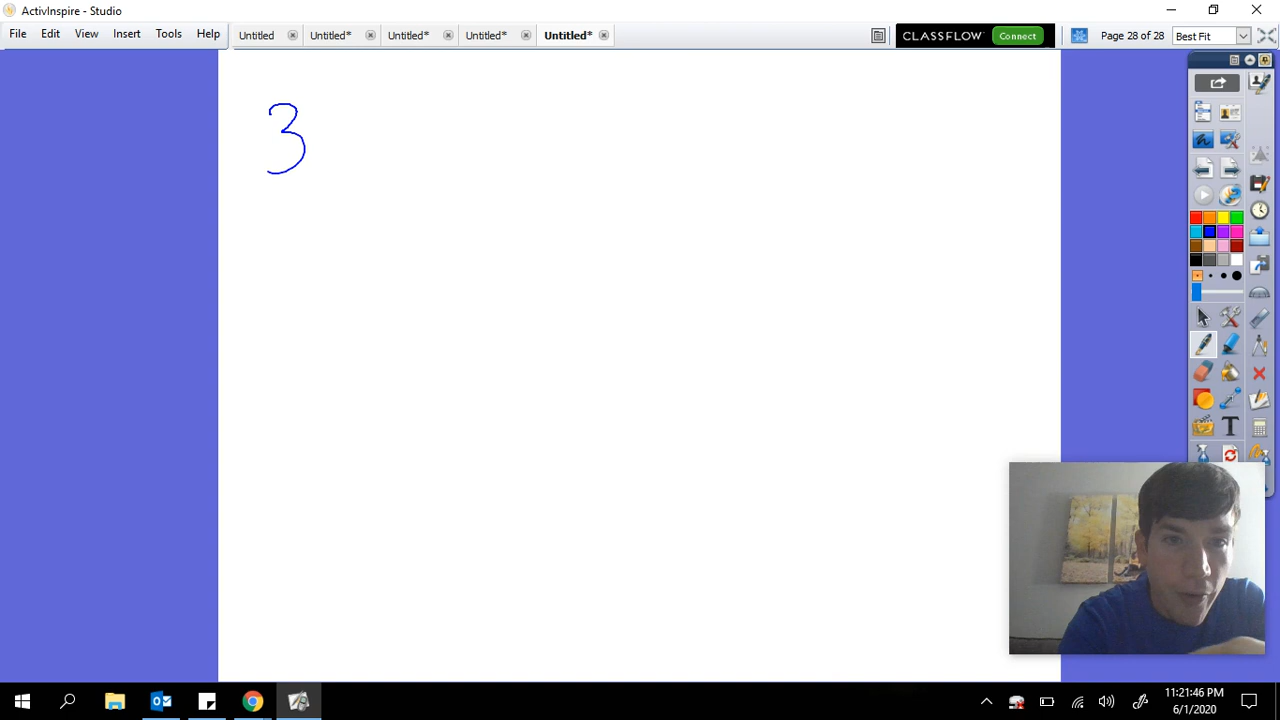 ActivInspire - Studio
File Edit View Insert Tools Help Untitled Untitled* Untitled* Untitled* Untitled* CLASSFLOW Connect Page 28 of 28 Best Fit
3
T
11:21:46 PM
6/1/2020